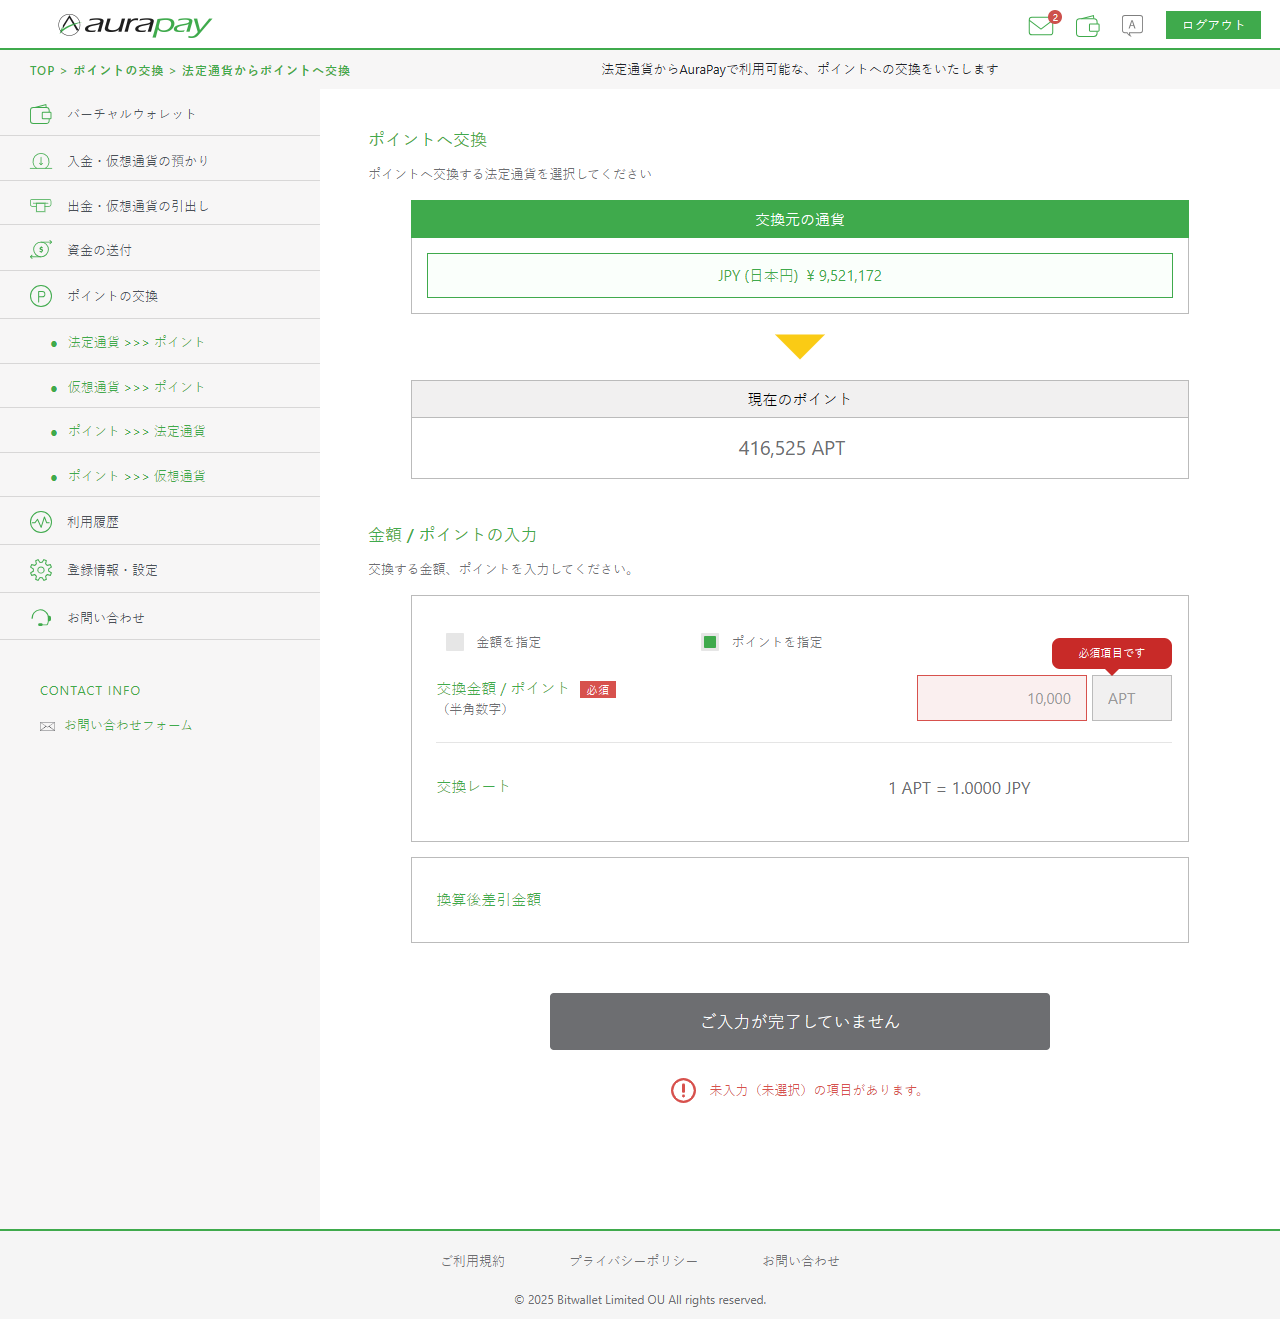 aurapay
2
A
ログアウト
TOP > ポイントの交換 > 法定通貨からポイントへ交換
法定通貨からAuraPayで利用可能な、ポイントへの交換をいたします
バーチャルウォレット
入金・仮想通貨の預かり
出金・仮想通貨の引出し
資金の送付
ポイントの交換
法定通貨 >>> ポイント
仮想通貨 >>> ポイント
ポイント >>> 法定通貨
ポイント >>> 仮想通貨
利用履歴
登録情報・設定
お問い合わせ
CONTACT INFO
お問い合わせフォーム
ポイントへ交換
ポイントへ交換する法定通貨を選択してください
交換元の通貨
JPY (日本円) ¥ 9,521,172
現在のポイント
416,525 APT
金額 / ポイントの入力
交換する金額、ポイントを入力してください。
金額を指定
ポイントを指定
必須項目です
交換金額 / ポイント 必須
（半角数字）
10,000
APT
交換レート
1 APT = 1.0000 JPY
換算後差引金額
ご入力が完了していません
未入力（未選択）の項目があります。
ご利用規約
プライバシーポリシー
お問い合わせ
© 2025 Bitwallet Limited OU All rights reserved.